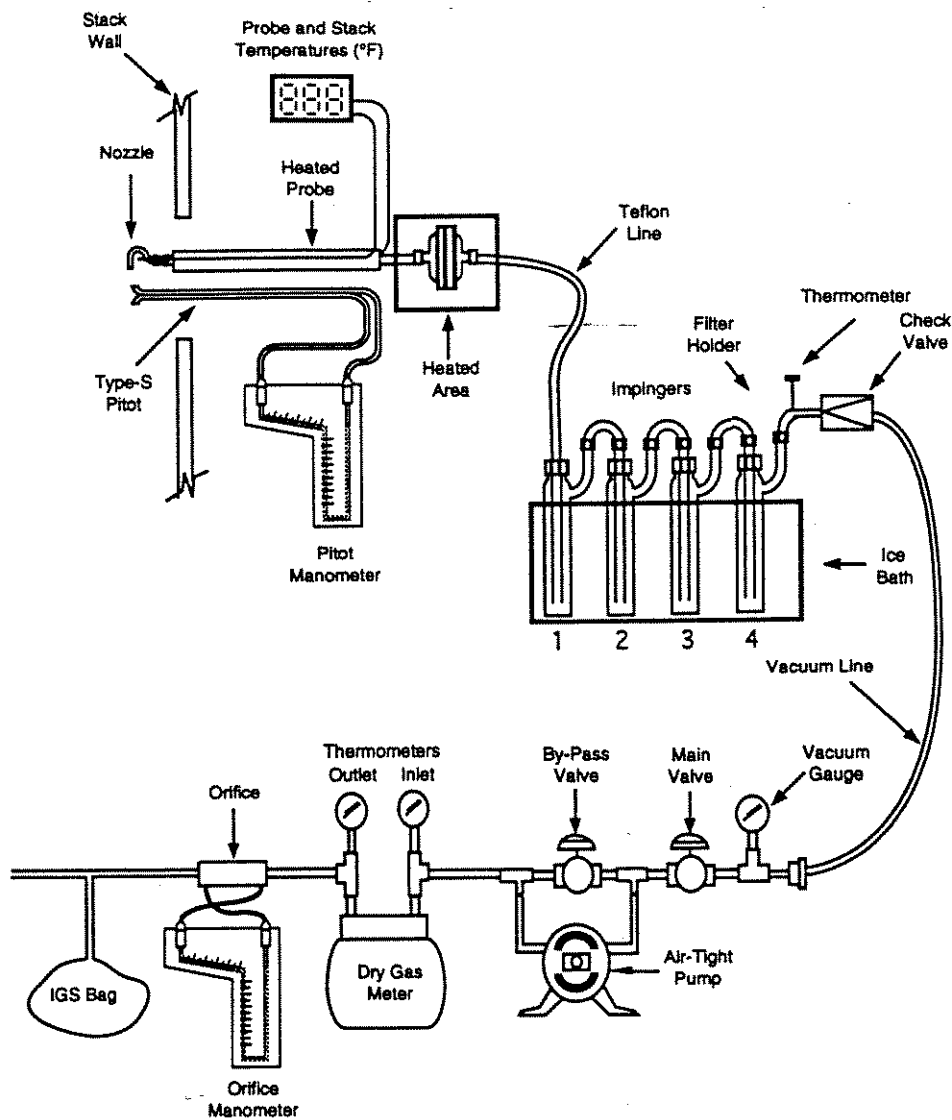 Stack
Wall
Probe and Stack
Temperatures (°F)
888
Nozzle
Heated
Probe
Teflon
Line
Thermometer
Filter
Holder
Check
Valve
Type-S
Pitot
Heated
Area
Impingers
Pitot
Manometer
Ice
Bath
1 2 3 4
Vacuum Line
Thermometers
Outlet Inlet
By-Pass
Valve
Main
Valve
Vacuum
Gauge
Orifice
IGS Bag
Dry Gas
Meter
Air-Tight
Pump
Orifice
Manometer